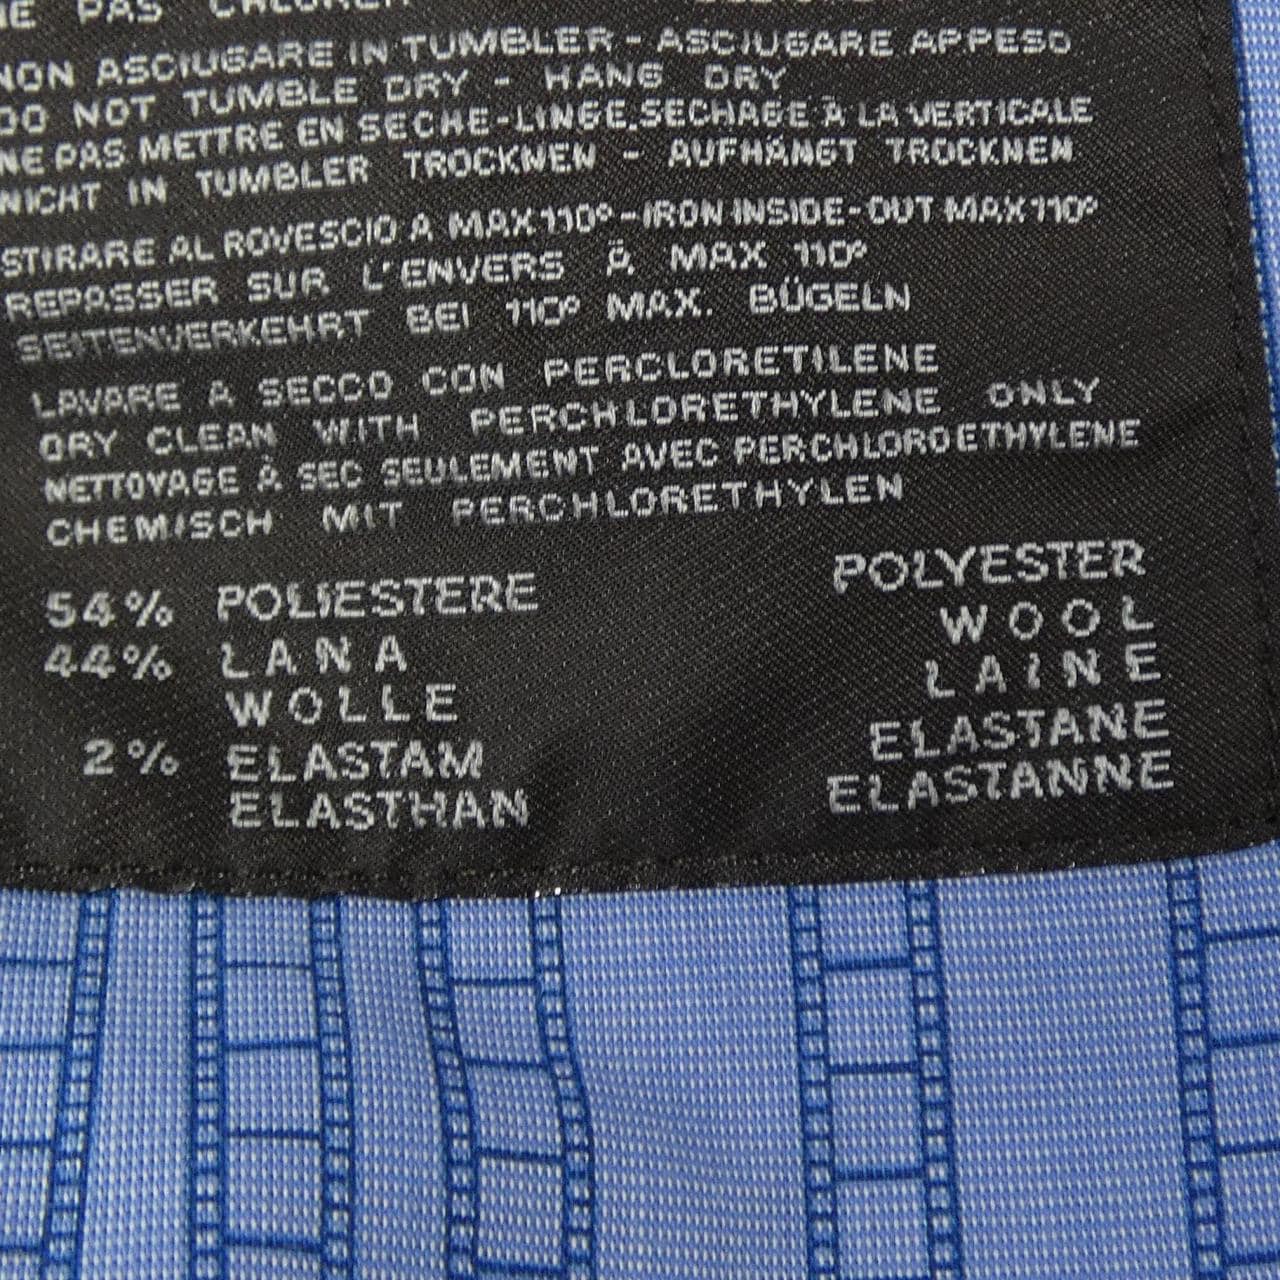 NE PAS
NON ASCIUGARE IN TUMBLER - ASCIUGARE APPESO
DO NOT TUMBLE DRY - HANG DRY
NE PAS METTRE EN SECHE-LINGE.SECHAGE À LA VERTICALE
NICHT IN TUMBLER TROCKNEN - AUFHÄNGT TROCKNEN
STIRARE AL ROVESCIO A MAX 110° - IRON INSIDE-OUT MAX 110°
REPASSER SUR L'ENVERS À MAX 110°
SEITENVERKEHRT BEI 110° MAX. BÜGELN
LAVARE A SECCO CON PERCLORETILENE
DRY CLEAN WITH PERCHLORETHYLENE ONLY
NETTOYAGE À SEC SEULEMENT AVEC PERCHLOROETHYLENE
CHEMISCH MIT PERCHLORETHYLEN
54% POLIESTERE POLYESTER
44% LANA WOOL
WOLLE LAINE
2% ELASTAM ELASTANE
ELASTHAN ELASTANNE